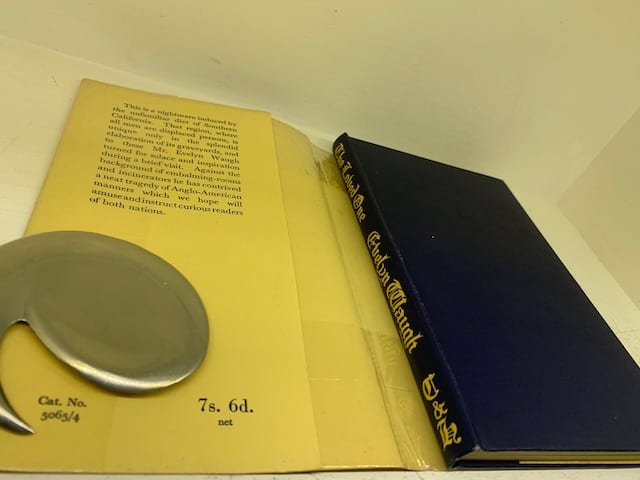 This is a nightmare induced by
the unfamiliar diet of Southern
California. That region, where
all men are displaced persons, is
unique only in the splendid
elaboration of its graveyards, and
to these Mr. Evelyn Waugh
turned for solace and inspiration
during a brief visit. Against the
background of embalming-rooms
and incinerators he has contrived
a neat tragedy of Anglo-American
manners which we hope will
amuse and instruct curious readers
of both nations.
Cat. No.
5065/4
7s. 6d.
net
The Loved One Evelyn Waugh C & H